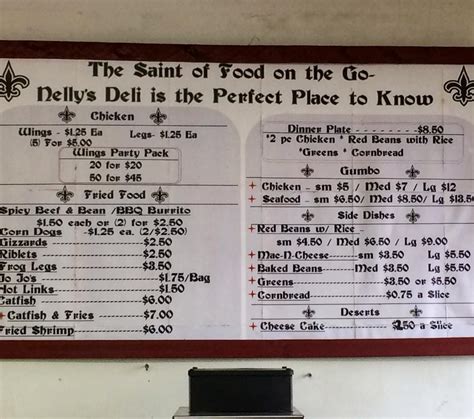 The Saint of Food on the Go-
Nelly's Deli is the Perfect Place to Know
Chicken
Wings - $1.25 Ea Legs- $1.25 Ea
(5) For $5.00
Wings Party Pack
20 for $20
50 for $45
Fried Food
Spicy Beef & Bean /BBQ Burrito
$1.50 each or (2) for $2.50
Corn Dogs -$1.25 ea. (2/$2.50)
Gizzards - $2.50
Riblets - $2.50
Frog Legs - $3.50
Jo Jo's - $1.75/Bag
Hot Links - $1.50
Catfish - $6.00
Catfish & Fries - $7.00
Fried Shrimp - $6.00
Dinner Plate - $8.50
*2 pc Chicken * Red Beans with Rice
*Greens * Cornbread
Gumbo
Chicken - sm $5 / Med $7 / Lg $12
Seafood - sm $6.50/ Med $8.50/ Lg $13.50
Side Dishes
Red Beans w/ Rice -
sm $4.50 / Med $6.50 / Lg $9.00
Mac-N-Cheese - Med $3.50 Lg $5.50
Baked Beans - Med $3.50 Lg $5.50
Greens - Med $3.50 Lg $5.50
Cornbread - $0.75 a Slice
Deserts
Cheese Cake - $2.50 a Slice